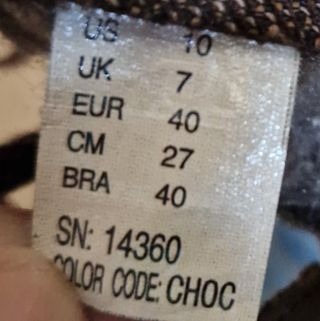 US 10
UK 7
EUR 40
CM 27
BRA 40
SN: 14360
COLOR CODE: CHOC